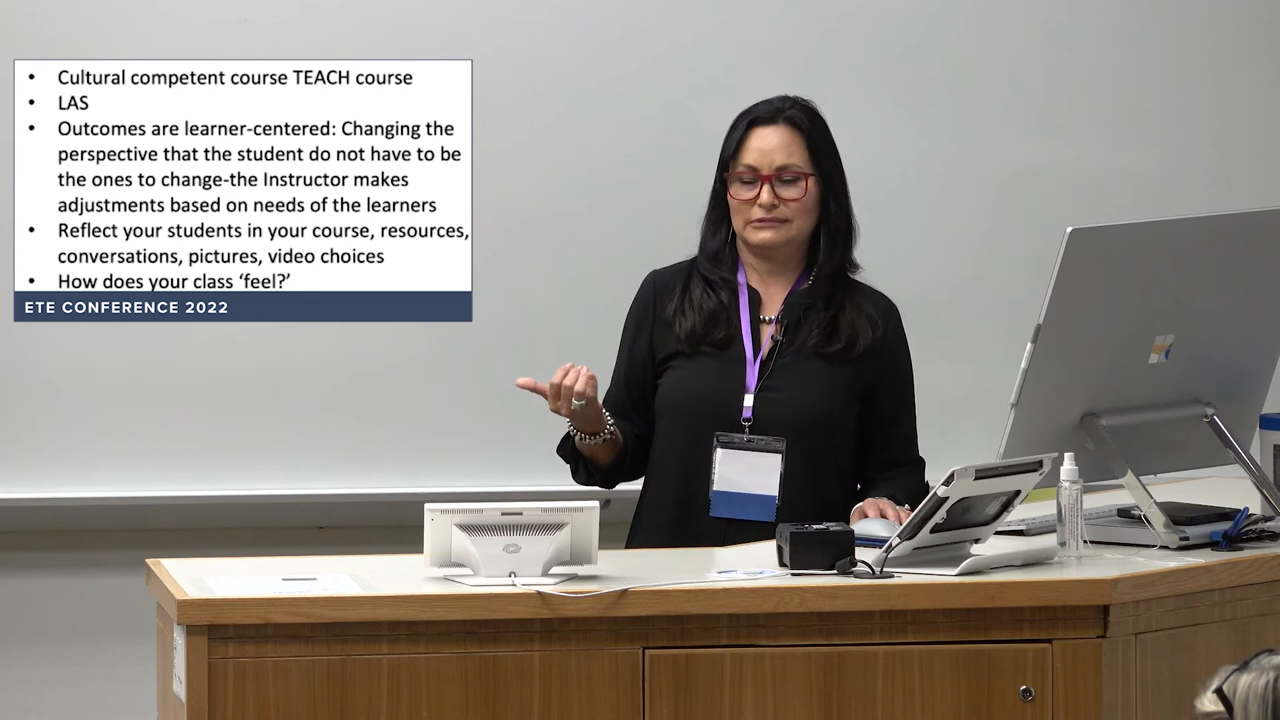 • Cultural competent course TEACH course
• LAS
• Outcomes are learner-centered: Changing the
perspective that the student do not have to be
the ones to change-the Instructor makes
adjustments based on needs of the learners
• Reflect your students in your course, resources,
conversations, pictures, video choices
• How does your class ‘feel?’
ETE CONFERENCE 2022